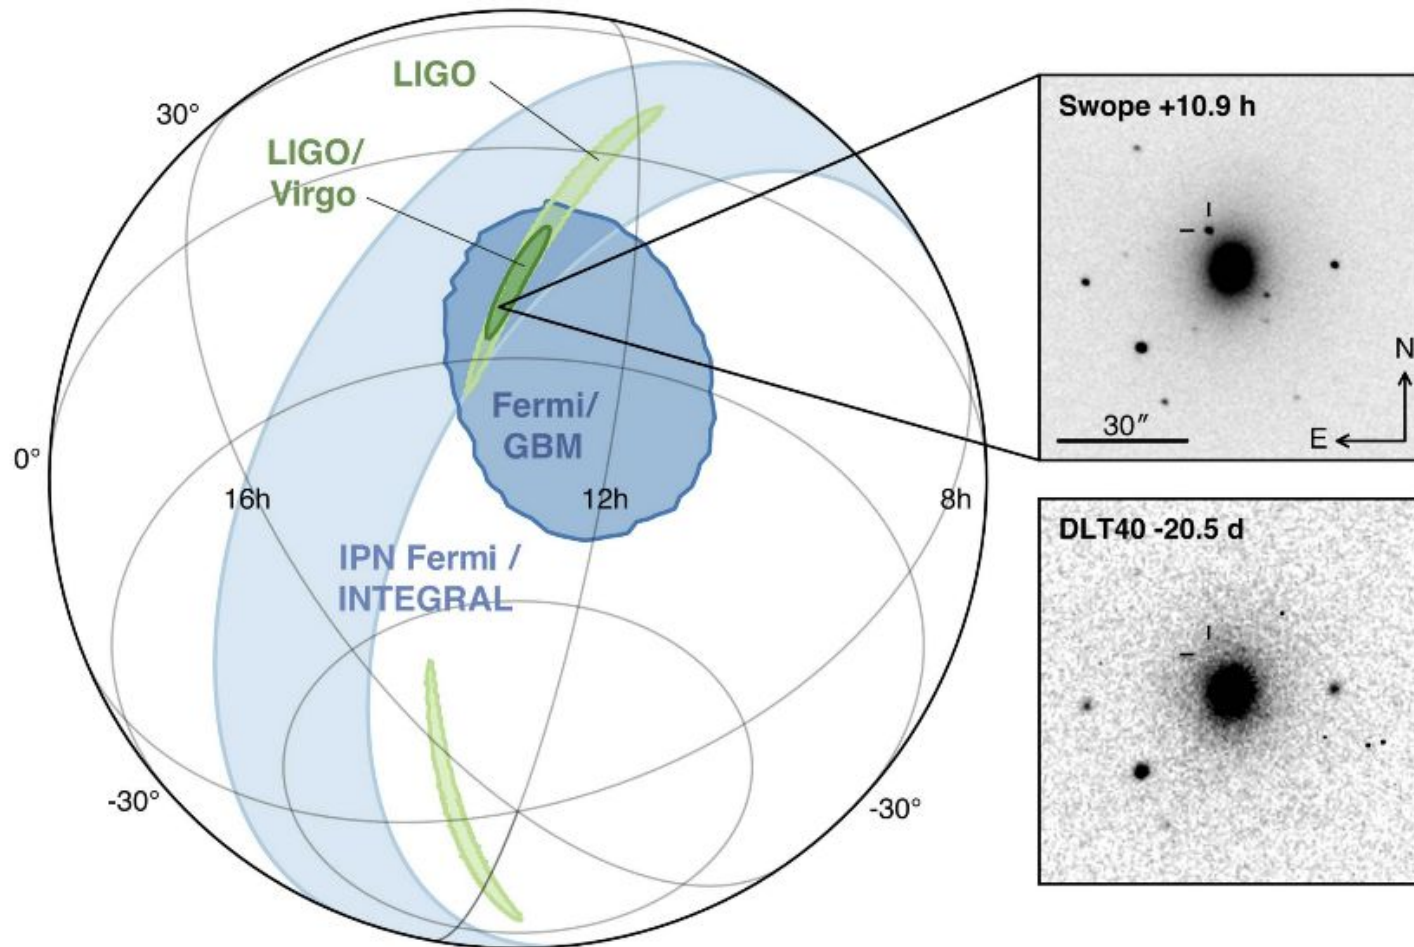 LIGO
30°
LIGO/
Virgo
Swope +10.9 h
N
E
30″
Fermi/
GBM
0°
16h
12h
8h
DLT40 -20.5 d
IPN Fermi /
INTEGRAL
-30°
-30°